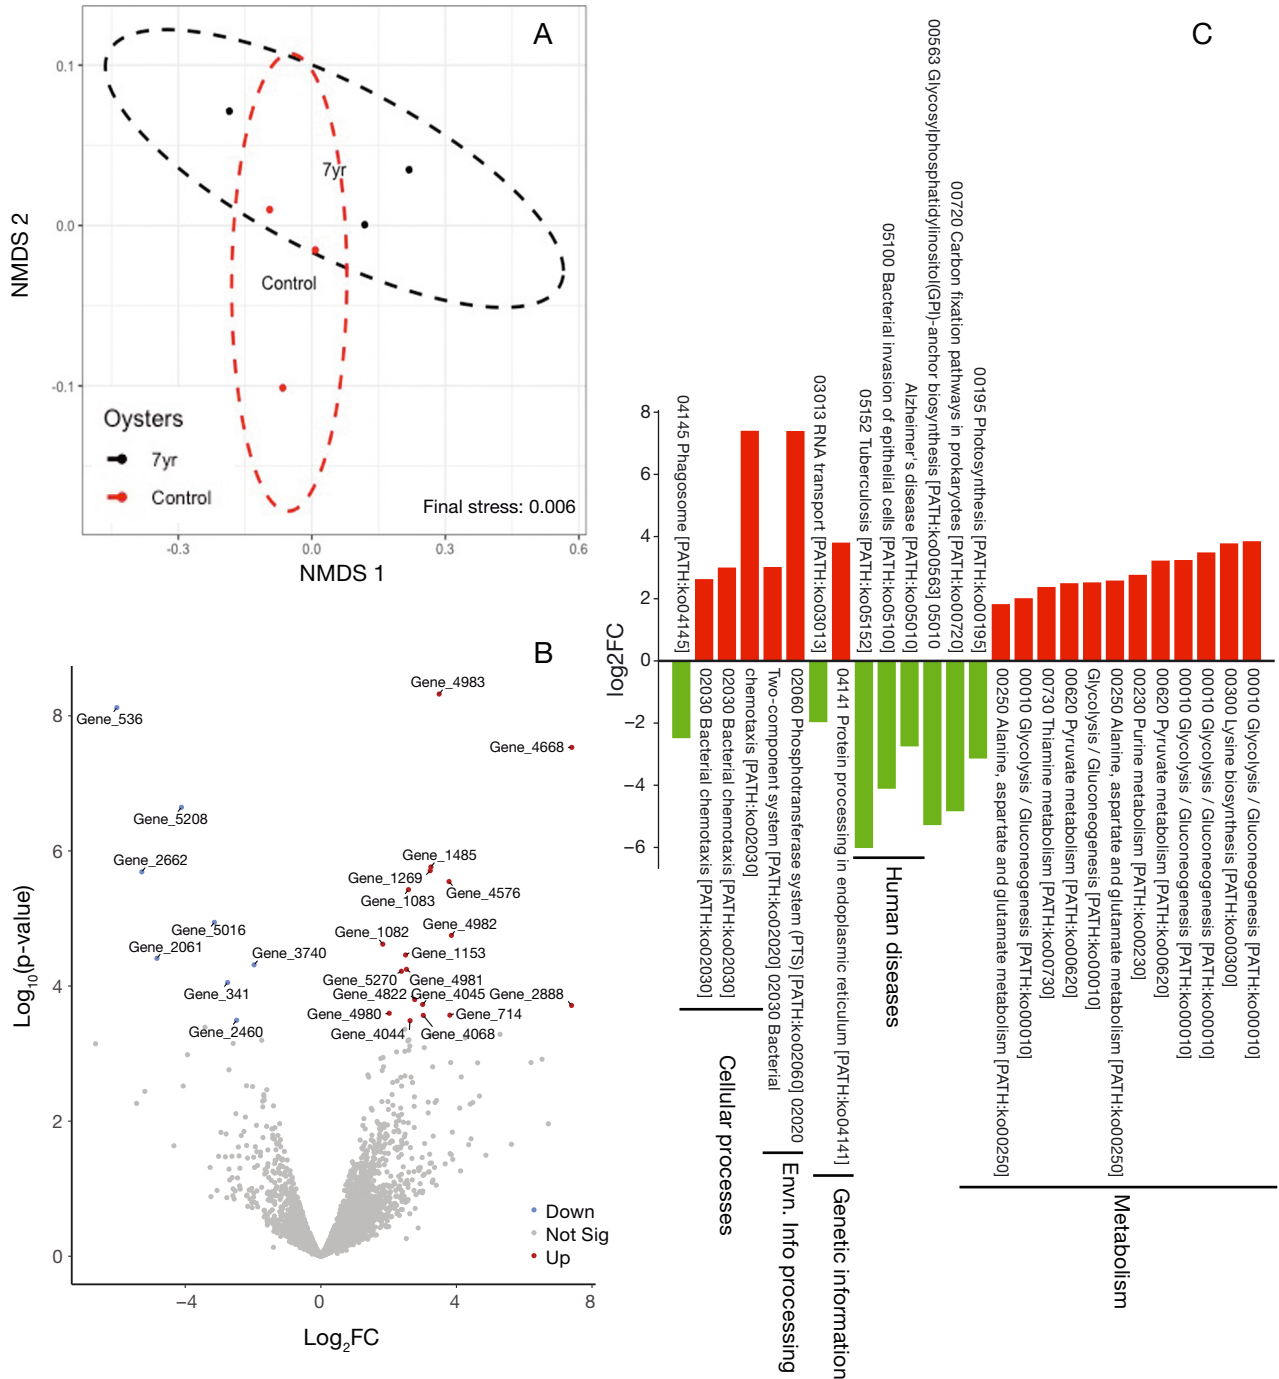 A
NMDS 2
0.1
0.0
-0.1
7yr
Control
Oysters
7yr
Control
Final stress: 0.006
-0.3
0.0
0.3
0.6
NMDS 1
B
Log10(p-value)
8
6
4
2
0
Gene_4983
Gene_536
Gene_4668
Gene_5208
Gene_2662
Gene_1485
Gene_1269
Gene_4576
Gene_1083
Gene_5016
Gene_4982
Gene_1082
Gene_2061
Gene_3740
Gene_1153
Gene_5270
Gene_4981
Gene_341
Gene_4822
Gene_4045
Gene_2888
Gene_4980
Gene_714
Gene_2460
Gene_4044
Gene_4068
Down
Not Sig
Up
−4
0
4
8
Log2FC
C
log2FC
8
6
4
2
0
−2
−4
−6
04145 Phagosome [PATH:ko04145]
02030 Bacterial chemotaxis [PATH:ko02030]
02030 Bacterial chemotaxis [PATH:ko02030]
chemotaxis [PATH:ko02030]
Two-component system [PATH:ko02020] 02030 Bacterial
02060 Phosphotransferase system (PTS) [PATH:ko02060] 02020
03013 RNA transport [PATH:ko03013]
04141 Protein processing in endoplasmic reticulum [PATH:ko04141]
05152 Tuberculosis [PATH:ko05152]
05100 Bacterial invasion of epithelial cells [PATH:ko05100]
Alzheimer's disease [PATH:ko05010]
00563 Glycosylphosphatidylinositol(GPI)-anchor biosynthesis [PATH:ko00563] 05010
00720 Carbon fixation pathways in prokaryotes [PATH:ko00720]
00195 Photosynthesis [PATH:ko00195]
00250 Alanine, aspartate and glutamate metabolism [PATH:ko00250]
00010 Glycolysis / Gluconeogenesis [PATH:ko00010]
00730 Thiamine metabolism [PATH:ko00730]
00620 Pyruvate metabolism [PATH:ko00620]
Glycolysis / Gluconeogenesis [PATH:ko00010]
00250 Alanine, aspartate and glutamate metabolism [PATH:ko00250]
00230 Purine metabolism [PATH:ko00230]
00620 Pyruvate metabolism [PATH:ko00620]
00010 Glycolysis / Gluconeogenesis [PATH:ko00010]
00010 Glycolysis / Gluconeogenesis [PATH:ko00010]
00300 Lysine biosynthesis [PATH:ko00300]
00010 Glycolysis / Gluconeogenesis [PATH:ko00010]
Cellular processes
Envn. Info processing
Genetic information
Human diseases
Metabolism